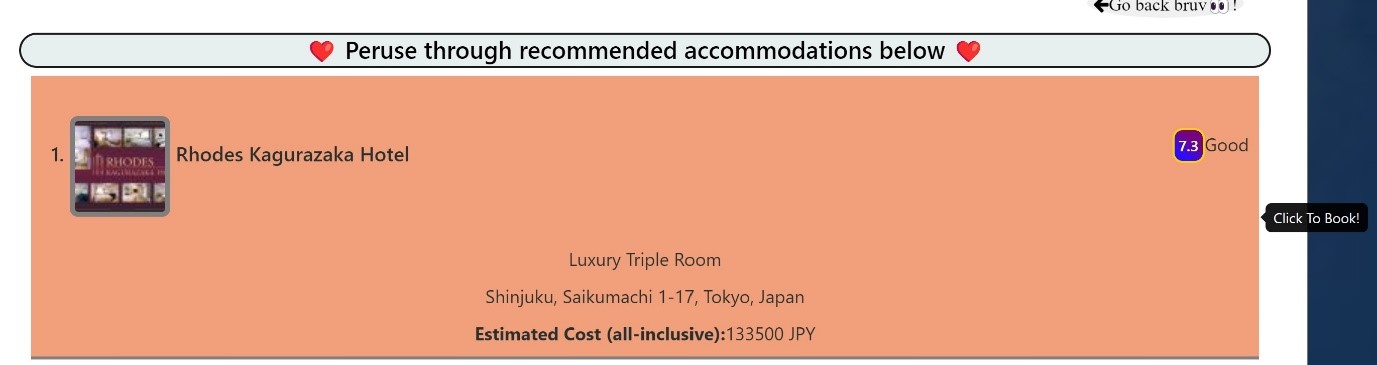 ←Go back bruv👀!
❤️ Peruse through recommended accommodations below ❤️
1.
RHODES
Rhodes Kagurazaka Hotel
7.3 Good
Click To Book!
Luxury Triple Room
Shinjuku, Saikumachi 1-17, Tokyo, Japan
Estimated Cost (all-inclusive):133500 JPY